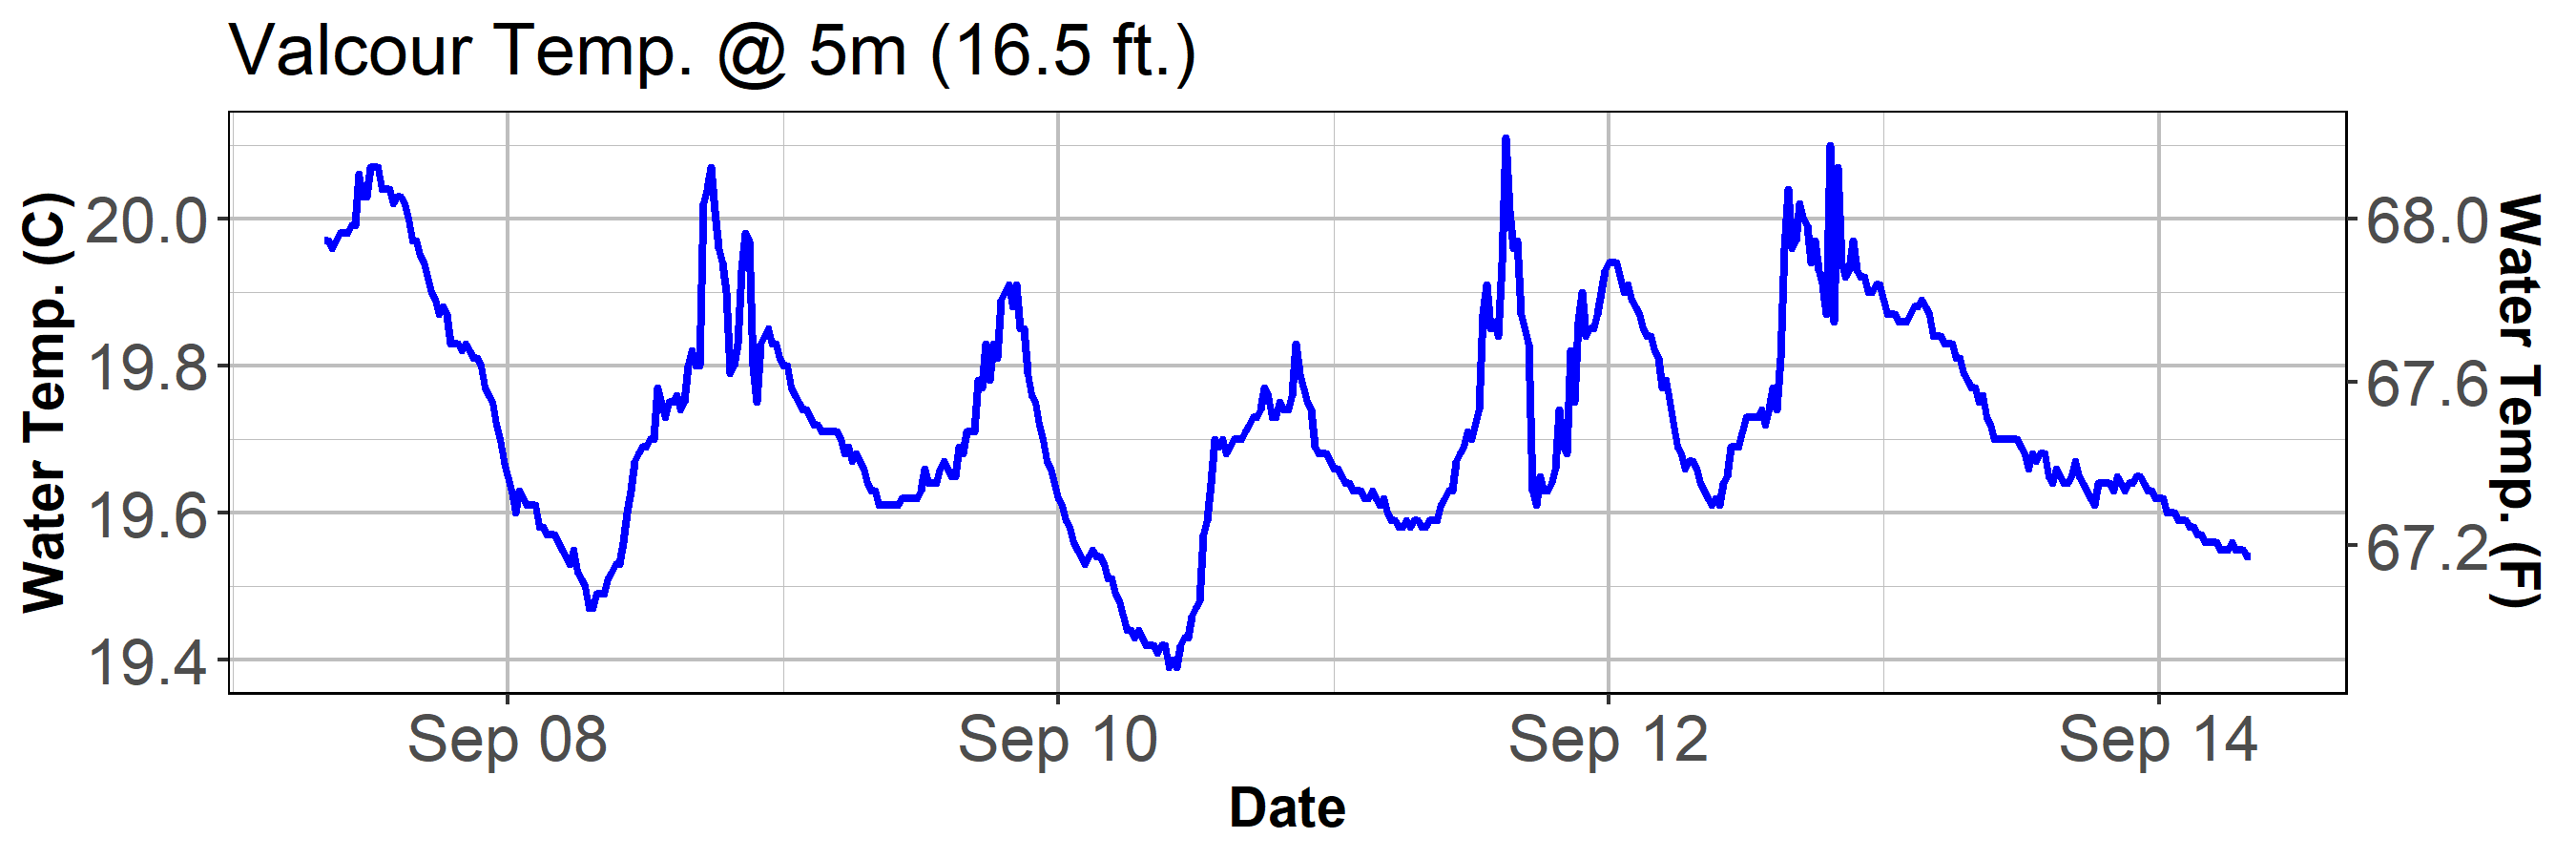 Valcour Temp. @ 5m (16.5 ft.)
Water Temp. (C)
20.0
19.8
19.6
19.4
68.0
67.6
67.2
Water Temp. (F)
Sep 08
Sep 10
Sep 12
Sep 14
Date